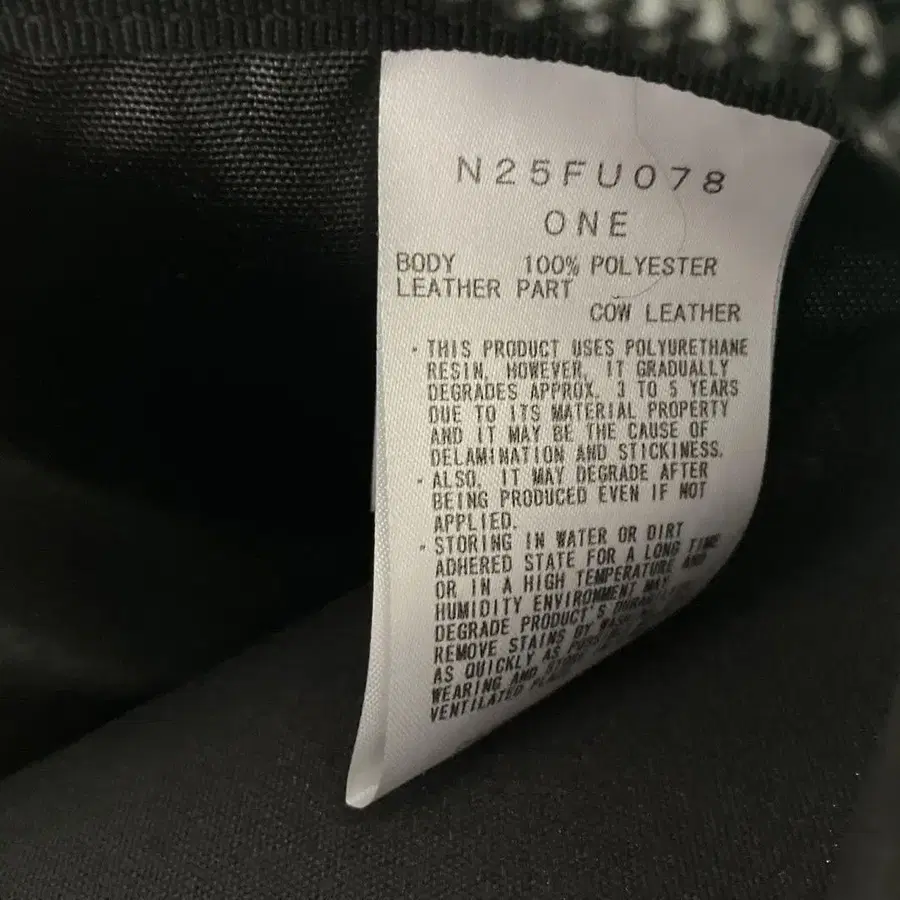 N25FU078
ONE
BODY 100% POLYESTER
LEATHER PART
COW LEATHER
・THIS PRODUCT USES POLYURETHANE
RESIN. HOWEVER, IT GRADUALLY
DEGRADES APPROX. 3 TO 5 YEARS
DUE TO ITS MATERIAL PROPERTY
AND IT MAY BE THE CAUSE OF
DELAMINATION AND STICKINESS.
・ALSO, IT MAY DEGRADE AFTER
BEING PRODUCED EVEN IF NOT
APPLIED.
・STORING IN WATER OR DIRT
ADHERED STATE FOR A LONG TIME
OR IN A HIGH TEMPERATURE AND
HUMIDITY ENVIRONMENT MAY
DEGRADE PRODUCT'S
REMOVE STAINS BY
AS QUICKLY AS
WEARING AND STORE
VENTILATED